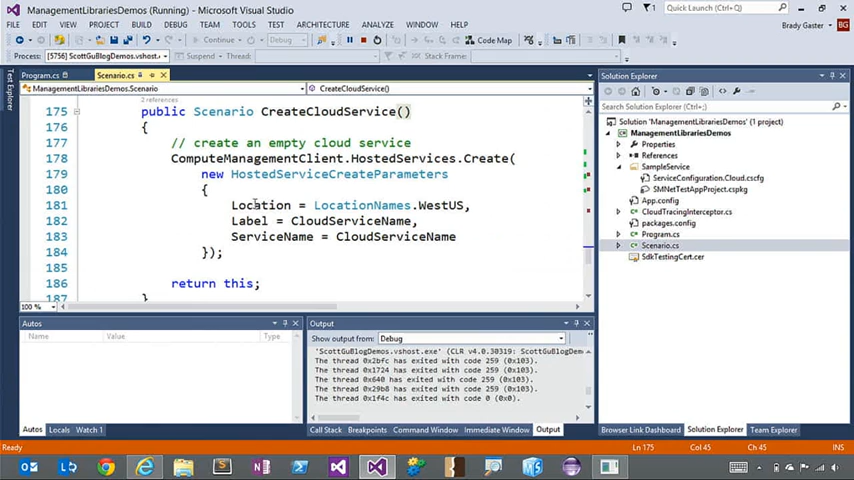 ManagementLibrariesDemos (Running) - Microsoft Visual Studio
1
Quick Launch (Ctrl+Q)
FILE EDIT VIEW PROJECT BUILD DEBUG TEAM TOOLS TEST ARCHITECTURE ANALYZE WINDOW HELP
Brady Gaster
BG
Continue
Debug
Code Map
Process: [5756] ScottGuBlogDemos.vshost.exe
Suspend
Thread:
Stack Frame:
Test Explorer
Program.cs
Scenario.cs
ManagementLibrariesDemos.Scenario
CreateCloudService()
2 references
175 public Scenario CreateCloudService()
176 {
177 // create an empty cloud service
178 ComputeManagementClient.HostedServices.Create(
179 new HostedServiceCreateParameters
180 {
181 Location = LocationNames.WestUS,
182 Label = CloudServiceName,
183 ServiceName = CloudServiceName
184 });
185
186 return this;
187 }
100 %
Solution Explorer
Search Solution Explorer (Ctrl+;)
Solution 'ManagementLibrariesDemos' (1 project)
ManagementLibrariesDemos
Properties
References
SampleService
ServiceConfiguration.Cloud.cscfg
SMNetTestAppProject.cspkg
App.config
CloudTracingInterceptor.cs
packages.config
Program.cs
Scenario.cs
SdkTestingCert.cer
Autos
Name Value Type
Autos Locals Watch 1
Output
Show output from: Debug
'ScottGuBlogDemos.vshost.exe' (CLR v4.0.30319: ScottGuBlogDem
The thread 0x2bfc has exited with code 259 (0x103).
The thread 0x1724 has exited with code 259 (0x103).
The thread 0x640 has exited with code 259 (0x103).
The thread 0x29b8 has exited with code 259 (0x103).
The thread 0x1f4c has exited with code 0 (0x0).
Call Stack Breakpoints Command Window Immediate Window Output
Browser Link Dashboard Solution Explorer Team Explorer
Ready
Ln 175 Col 45 Ch 45 INS